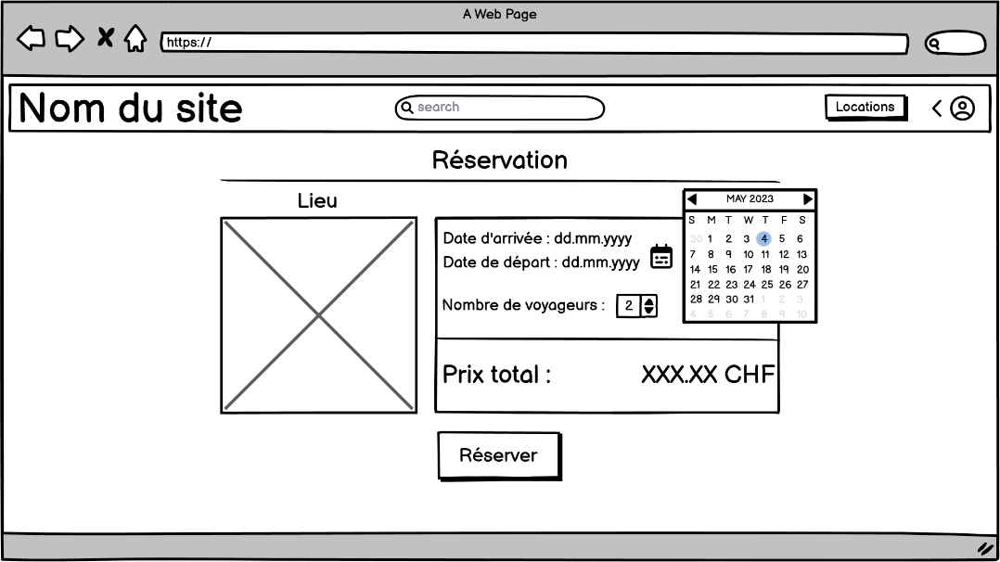 A Web Page
https://
Nom du site
search
Locations
Réservation
Lieu
Date d'arrivée : dd.mm.yyyy
Date de départ : dd.mm.yyyy
Nombre de voyageurs : 2
MAY 2023
S M T W T F S
30 1 2 3 4 5 6
7 8 9 10 11 12 13
14 15 16 17 18 19 20
21 22 23 24 25 26 27
28 29 30 31 1 2 3
4 5 6 7 8 9 10
Prix total : XXX.XX CHF
Réserver